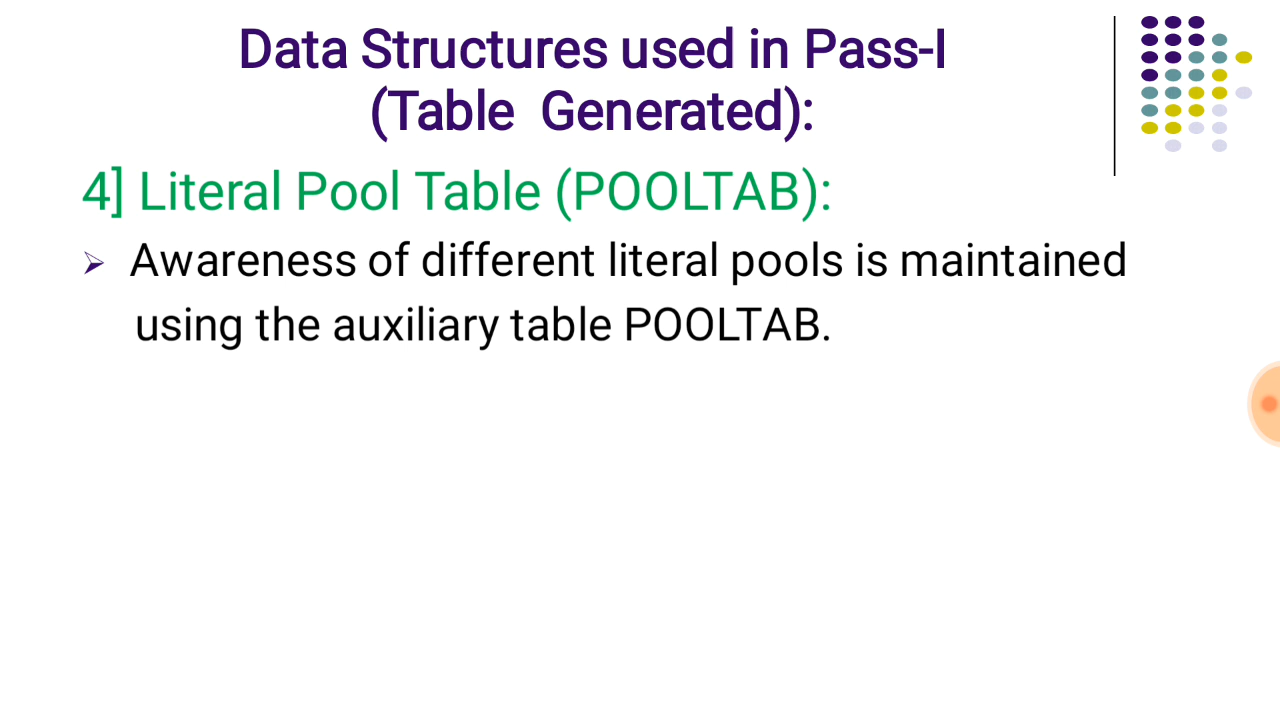 Data Structures used in Pass-I
(Table Generated):
4] Literal Pool Table (POOLTAB):
➢ Awareness of different literal pools is maintained
using the auxiliary table POOLTAB.